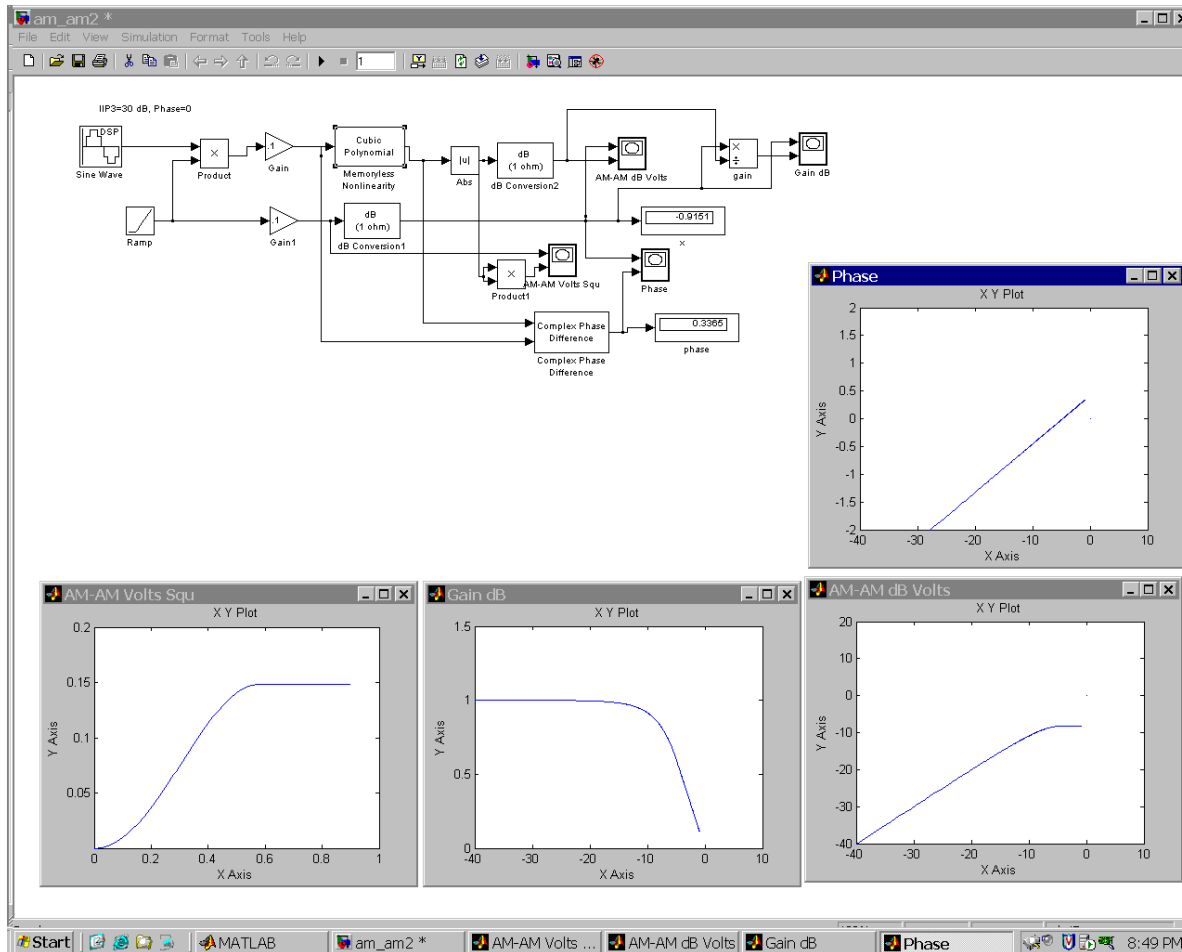 am_am2 *
File Edit View Simulation Format Tools Help
1
IIP3=30 dB, Phase=0
DSP
Sine Wave
×
Product
.1
Gain
Cubic
Polynomial
Memoryless
Nonlinearity
|u|
Abs
dB
(1 ohm)
dB Conversion2
AM-AM dB Volts
×
÷
gain
Gain dB
Ramp
.1
Gain1
dB
(1 ohm)
dB Conversion1
-0.9151
x
×
Product1
AM-AM Volts Squ
Phase
Complex Phase
Difference
Complex Phase
Difference
0.3365
phase
Phase
X Y Plot
2
1.5
1
0.5
0
-0.5
-1
-1.5
-2
Y Axis
-40 -30 -20 -10 0 10
X Axis
AM-AM Volts Squ
X Y Plot
0.2
0.15
0.1
0.05
Y Axis
0 0.2 0.4 0.6 0.8 1
X Axis
Gain dB
X Y Plot
1.5
1
0.5
0
Y Axis
-40 -30 -20 -10 0 10
X Axis
AM-AM dB Volts
X Y Plot
20
10
0
-10
-20
-30
-40
Y Axis
-40 -30 -20 -10 0 10
X Axis
Start MATLAB am_am2 * AM-AM Volts ... AM-AM dB Volts Gain dB Phase 8:49 PM